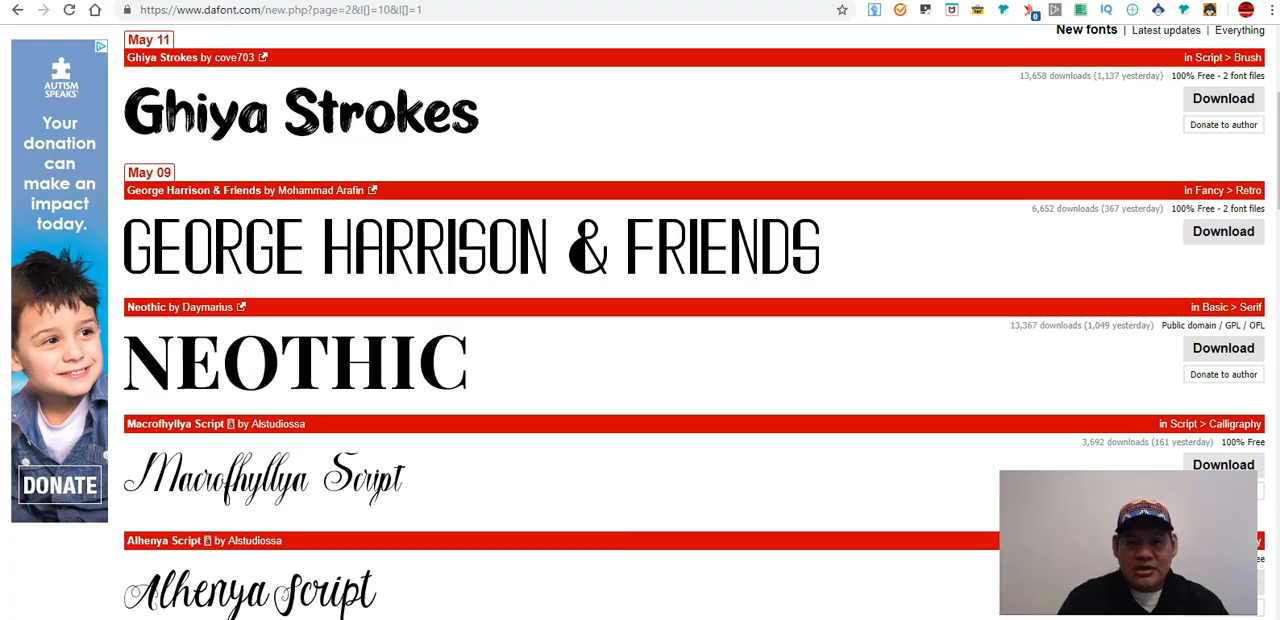 https://www.dafont.com/new.php?page=2&l[]=10&l[]=1
New fonts | Latest updates | Everything
May 11
Ghiya Strokes by cove703 in Script > Brush
13,658 downloads (1,137 yesterday) 100% Free - 2 font files
Ghiya Strokes
Download
Donate to author
May 09
George Harrison & Friends by Mohammad Arafin in Fancy > Retro
6,652 downloads (367 yesterday) 100% Free - 2 font files
GEORGE HARRISON & FRIENDS
Download
Neothic by Daymarius in Basic > Serif
13,367 downloads (1,049 yesterday) Public domain / GPL / OFL
NEOTHIC
Download
Donate to author
Macrofhyllya Script by Alstudiossa in Script > Calligraphy
3,692 downloads (161 yesterday) 100% Free
Macrofhyllya Script
Download
Alhenya Script by Alstudiossa
Alhenya Script
AUTISM
SPEAKS
Your
donation
can
make an
impact
today.
DONATE